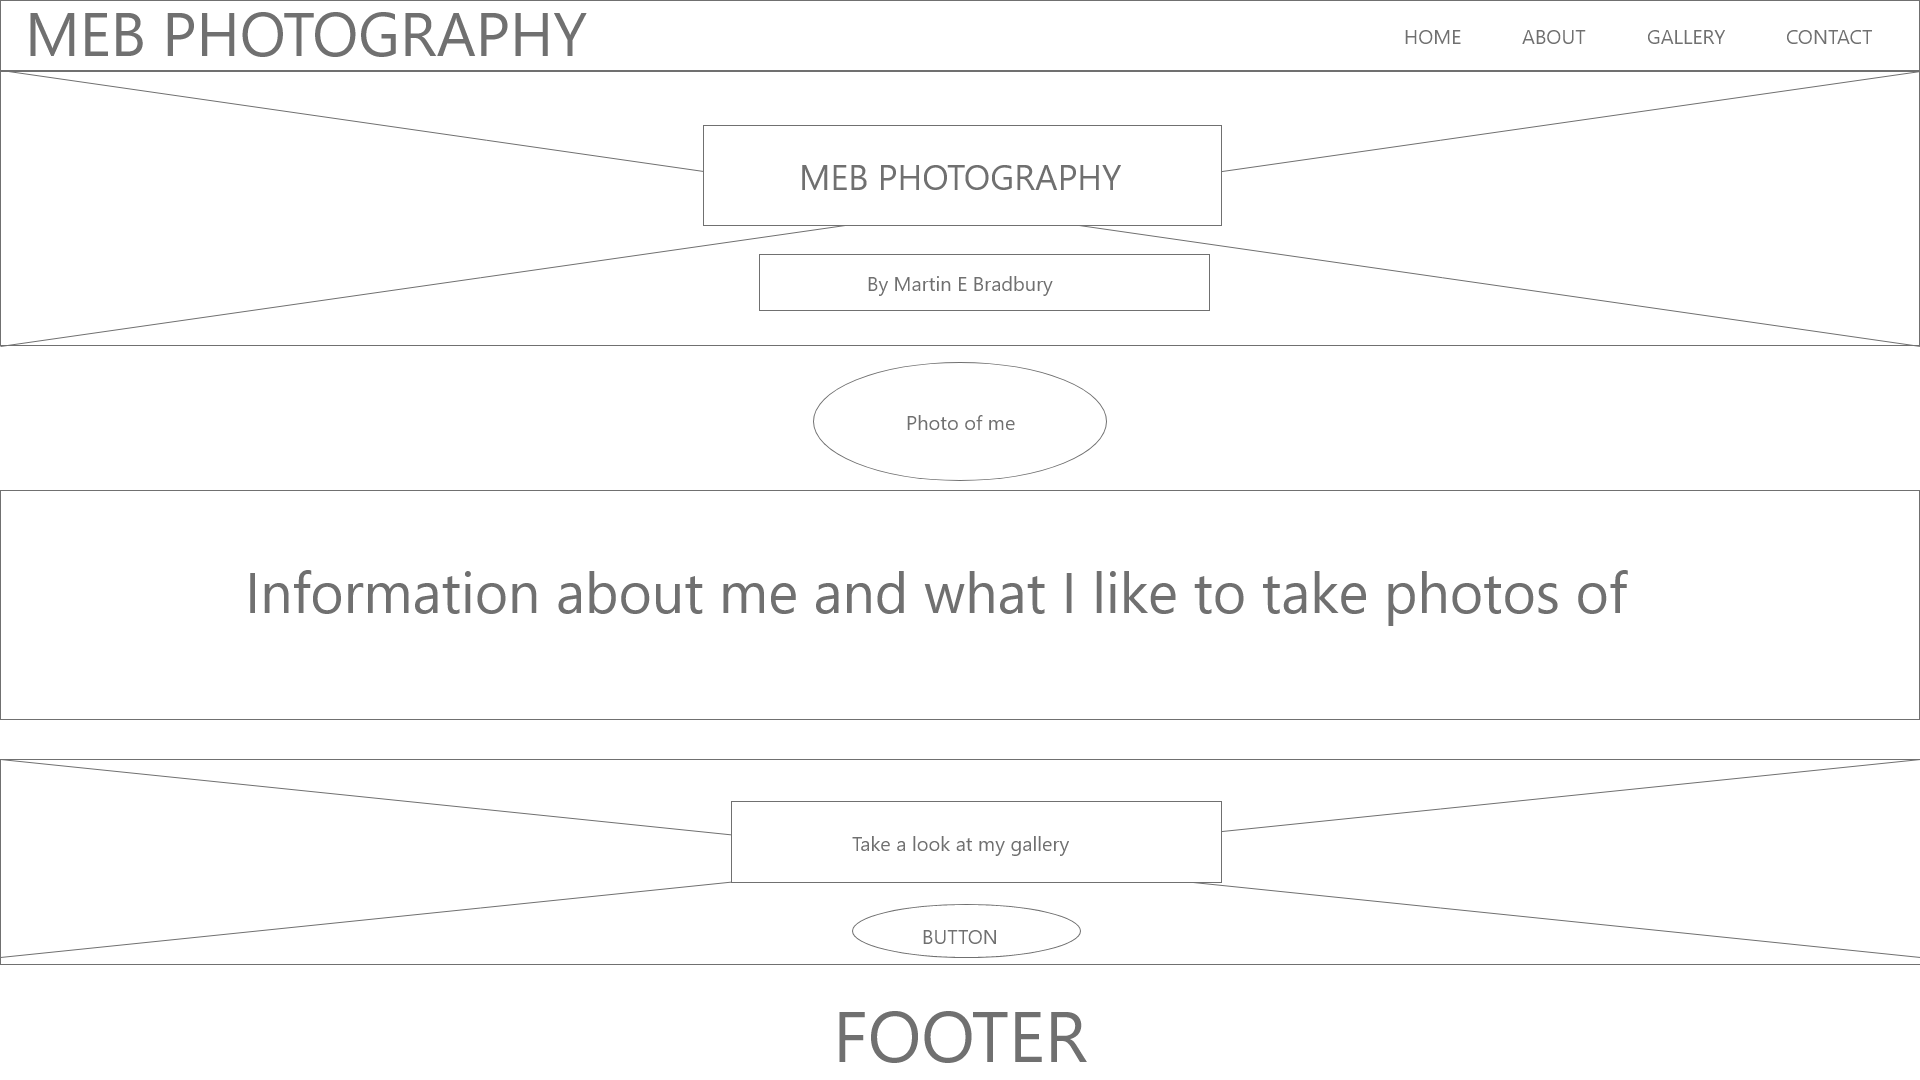 MEB PHOTOGRAPHY
HOME ABOUT GALLERY CONTACT
MEB PHOTOGRAPHY
By Martin E Bradbury
Photo of me
Information about me and what I like to take photos of
Take a look at my gallery
BUTTON
FOOTER